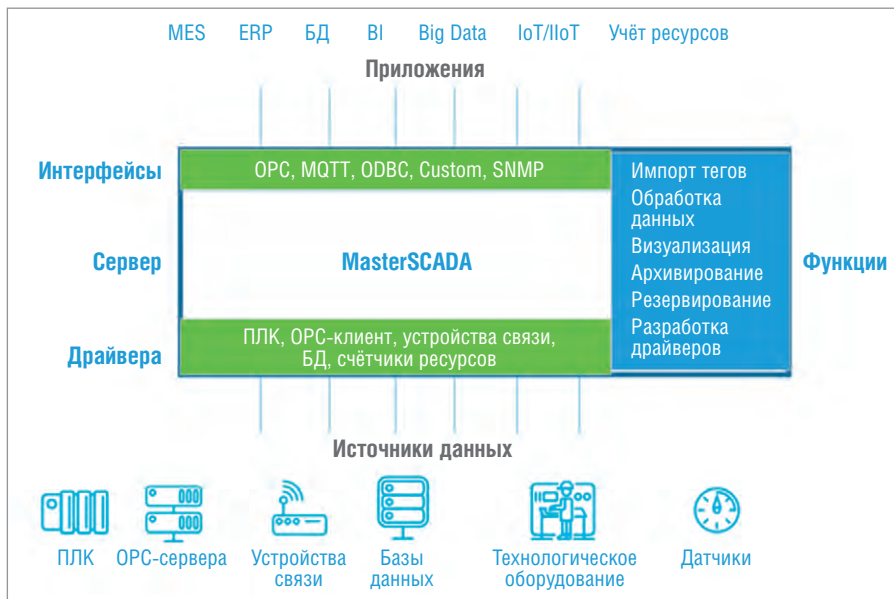 MES ERP БД BI Big Data IoT/IIoT Учёт ресурсов
Приложения
Интерфейсы
OPC, MQTT, ODBC, Custom, SNMP
Сервер
MasterSCADA
Драйвера
ПЛК, OPC-клиент, устройства связи,
БД, счётчики ресурсов
Импорт тегов
Обработка
данных
Визуализация
Архивирование
Резервирование
Разработка
драйверов
Функции
Источники данных
ПЛК
OPC-сервера
Устройства
связи
Базы
данных
Технологическое
оборудование
Датчики